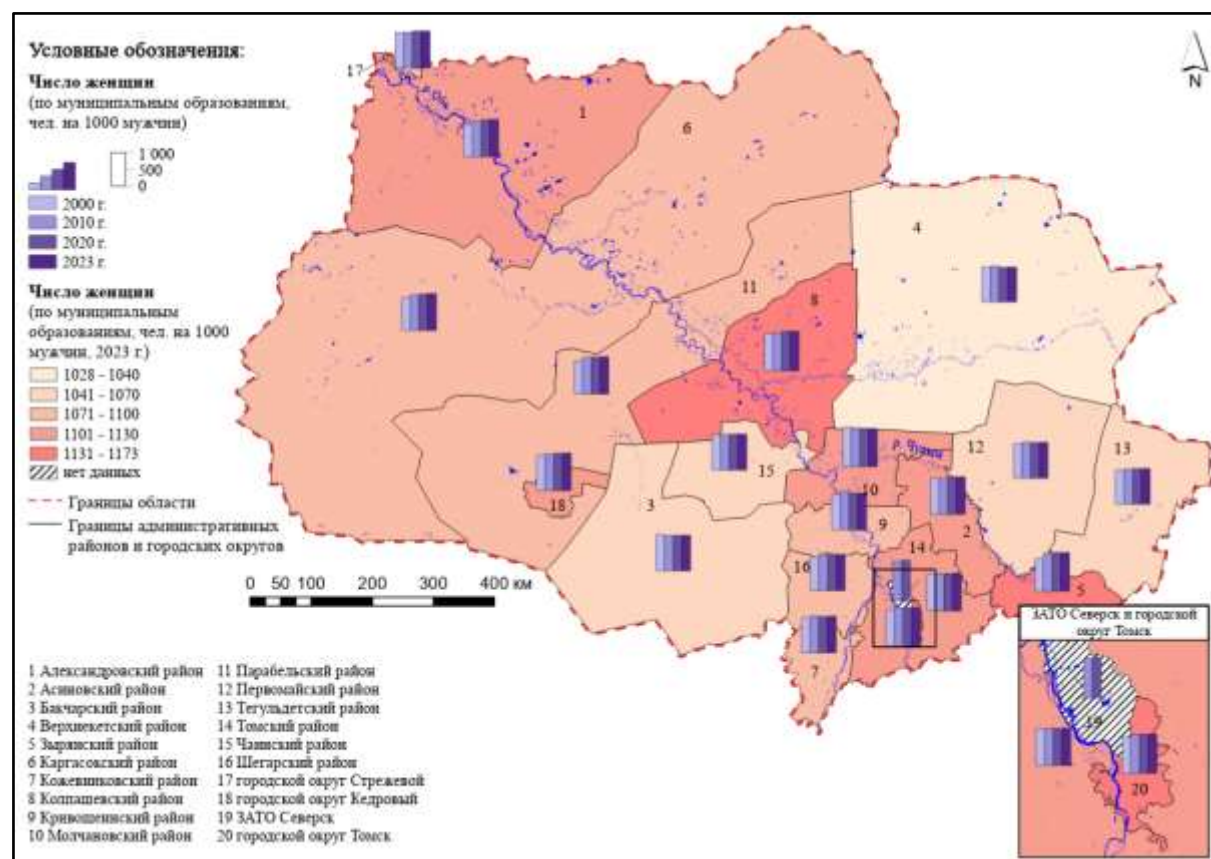 Условные обозначения:
Число женщин
(по муниципальным образованиям,
чел. на 1000 мужчин)
1 000
500
0
2000 г.
2010 г.
2020 г.
2023 г.
Число женщин
(по муниципальным
образованиям, чел. на 1000
мужчин, 2023 г.)
1028 - 1040
1041 - 1070
1071 - 1100
1101 - 1130
1131 - 1173
нет данных
Границы области
Границы административных
районов и городских округов
0 50 100 200 300 400 км
N
17
р. Обь
1
6
4
11
8
12
13
р. Чулым
15
10
3
18
9
2
14
16
5
7
ЗАТО Северск и городской
округ Томск
19
20
1 Александровский район
2 Асиновский район
3 Бакчарский район
4 Верхнекетский район
5 Зырянский район
6 Каргасокский район
7 Кожевниковский район
8 Колпашевский район
9 Кривошеинский район
10 Молчановский район
11 Парабельский район
12 Первомайский район
13 Тегульдетский район
14 Томский район
15 Чаинский район
16 Шегарский район
17 городской округ Стрежевой
18 городской округ Кедровый
19 ЗАТО Северск
20 городской округ Томск